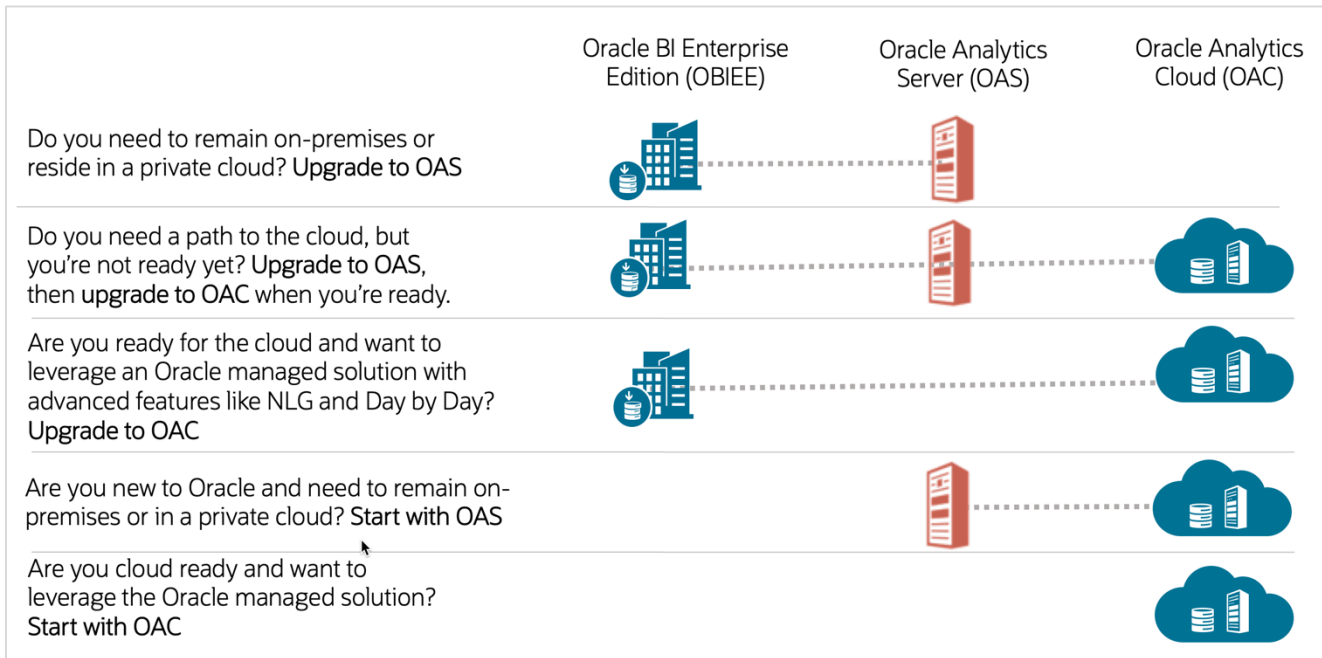 Oracle BI Enterprise
Edition (OBIEE)
Oracle Analytics
Server (OAS)
Oracle Analytics
Cloud (OAC)
Do you need to remain on-premises or
reside in a private cloud? Upgrade to OAS
Do you need a path to the cloud, but
you’re not ready yet? Upgrade to OAS,
then upgrade to OAC when you’re ready.
Are you ready for the cloud and want to
leverage an Oracle managed solution with
advanced features like NLG and Day by Day?
Upgrade to OAC
Are you new to Oracle and need to remain on-
premises or in a private cloud? Start with OAS
Are you cloud ready and want to
leverage the Oracle managed solution?
Start with OAC